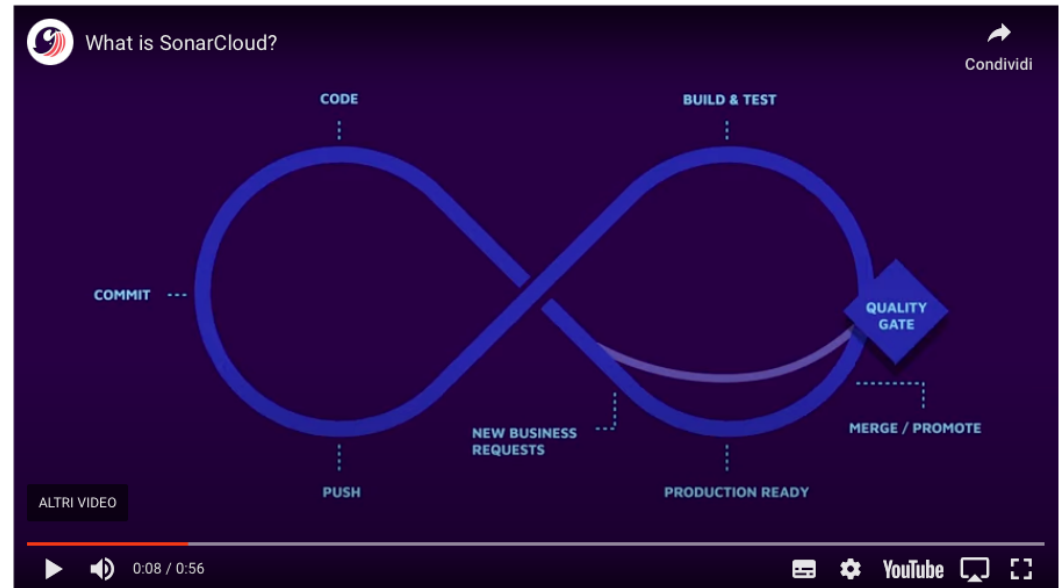 What is SonarCloud?
Condividi
CODE
BUILD & TEST
COMMIT
QUALITY
GATE
NEW BUSINESS
REQUESTS
MERGE / PROMOTE
PUSH
PRODUCTION READY
ALTRI VIDEO
0:08 / 0:56
YouTube